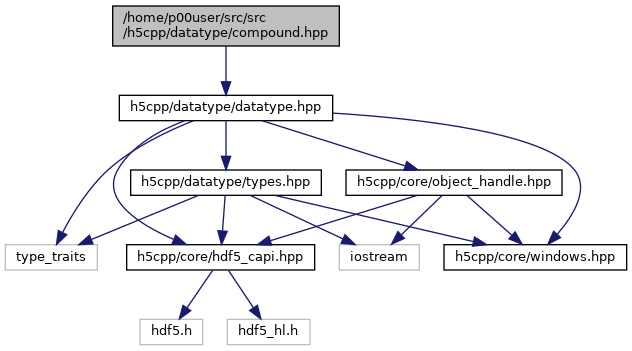 /home/p00user/src/src
/h5cpp/datatype/compound.hpp
h5cpp/datatype/datatype.hpp
h5cpp/datatype/types.hpp
h5cpp/core/object_handle.hpp
type_traits
h5cpp/core/hdf5_capi.hpp
iostream
h5cpp/core/windows.hpp
hdf5.h
hdf5_hl.h